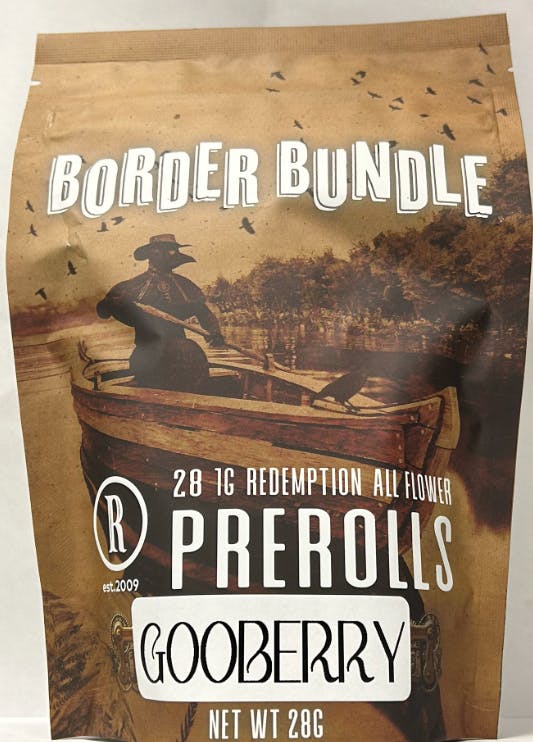 BORDER BUNDLE
28 1G REDEMPTION ALL FLOWER
PREROLLS
R
est.2009
GOOBERRY
NET WT 28G